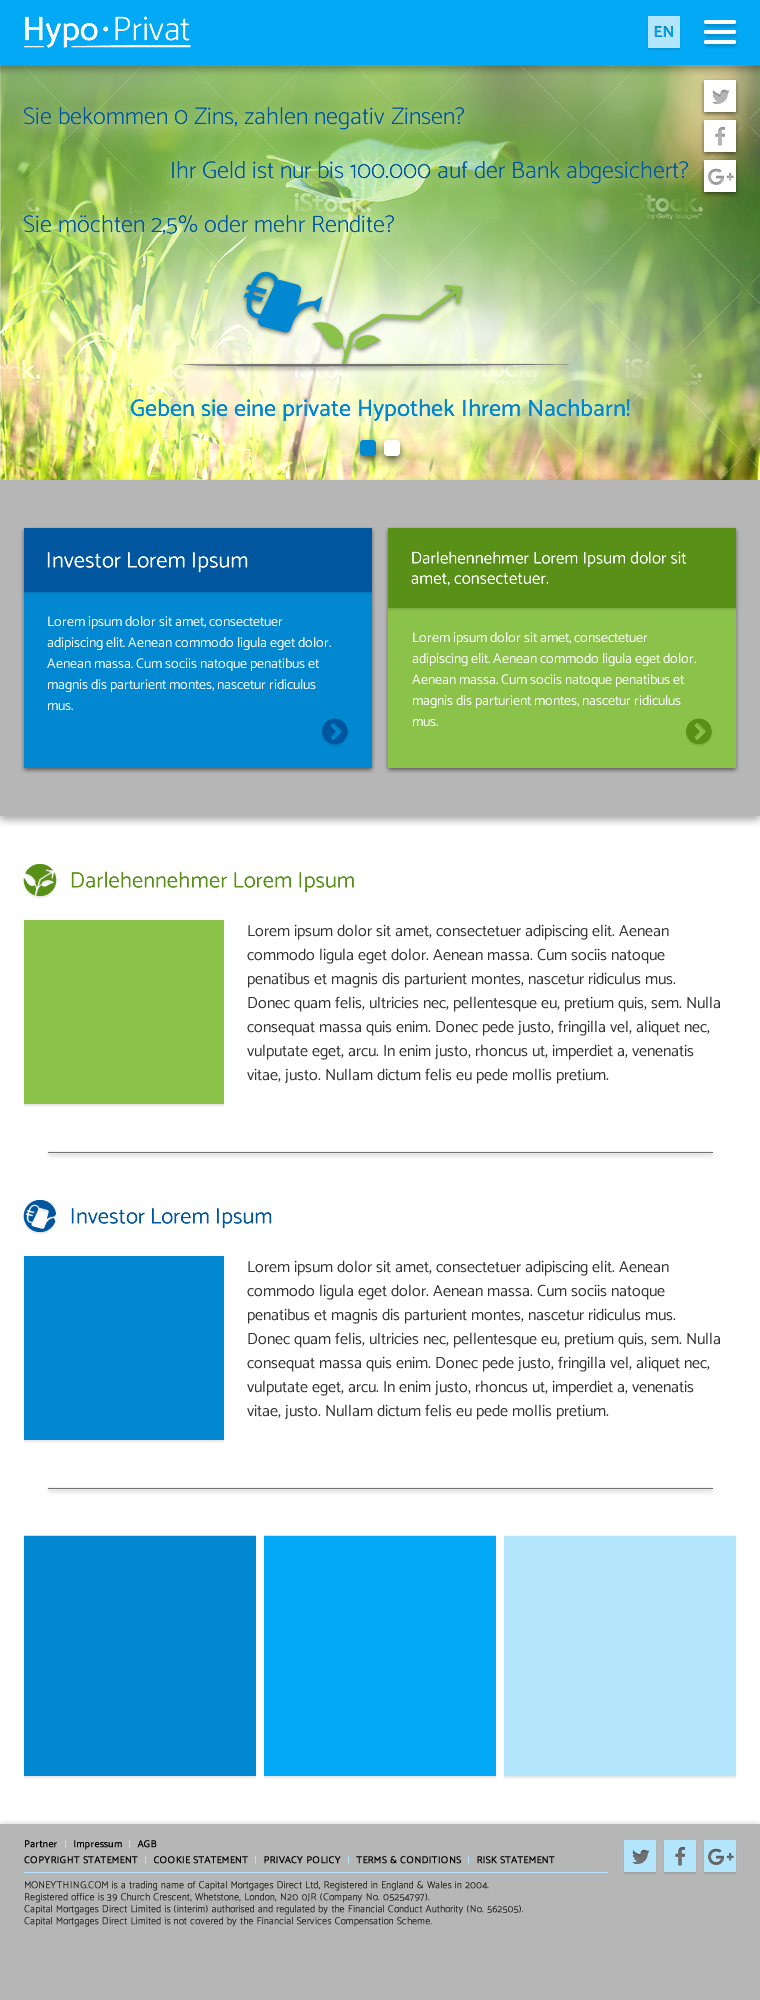 Hypo · Privat
EN
Sie bekommen 0 Zins, zahlen negativ Zinsen?
Ihr Geld ist nur bis 100.000 auf der Bank abgesichert?
iStock.
by Getty Images™
Sie möchten 2,5% oder mehr Rendite?
iStock.
iStock.
iStock.
Geben sie eine private Hypothek Ihrem Nachbarn!
Investor Lorem Ipsum
Lorem ipsum dolor sit amet, consectetuer
adipiscing elit. Aenean commodo ligula eget dolor.
Aenean massa. Cum sociis natoque penatibus et
magnis dis parturient montes, nascetur ridiculus
mus.
Darlehennehmer Lorem Ipsum dolor sit
amet, consectetuer.
Lorem ipsum dolor sit amet, consectetuer
adipiscing elit. Aenean commodo ligula eget dolor.
Aenean massa. Cum sociis natoque penatibus et
magnis dis parturient montes, nascetur ridiculus
mus.
Darlehennehmer Lorem Ipsum
Lorem ipsum dolor sit amet, consectetuer adipiscing elit. Aenean
commodo ligula eget dolor. Aenean massa. Cum sociis natoque
penatibus et magnis dis parturient montes, nascetur ridiculus mus.
Donec quam felis, ultricies nec, pellentesque eu, pretium quis, sem. Nulla
consequat massa quis enim. Donec pede justo, fringilla vel, aliquet nec,
vulputate eget, arcu. In enim justo, rhoncus ut, imperdiet a, venenatis
vitae, justo. Nullam dictum felis eu pede mollis pretium.
Investor Lorem Ipsum
Lorem ipsum dolor sit amet, consectetuer adipiscing elit. Aenean
commodo ligula eget dolor. Aenean massa. Cum sociis natoque
penatibus et magnis dis parturient montes, nascetur ridiculus mus.
Donec quam felis, ultricies nec, pellentesque eu, pretium quis, sem. Nulla
consequat massa quis enim. Donec pede justo, fringilla vel, aliquet nec,
vulputate eget, arcu. In enim justo, rhoncus ut, imperdiet a, venenatis
vitae, justo. Nullam dictum felis eu pede mollis pretium.
Partner | Impressum | AGB
COPYRIGHT STATEMENT | COOKIE STATEMENT | PRIVACY POLICY | TERMS & CONDITIONS | RISK STATEMENT
MONEYTHING.COM is a trading name of Capital Mortgages Direct Ltd, Registered in England & Wales in 2004.
Registered office is 39 Church Crescent, Whetstone, London, N20 0JR (Company No. 05254797).
Capital Mortgages Direct Limited is (interim) authorised and regulated by the Financial Conduct Authority (No. 562505).
Capital Mortgages Direct Limited is not covered by the Financial Services Compensation Scheme.